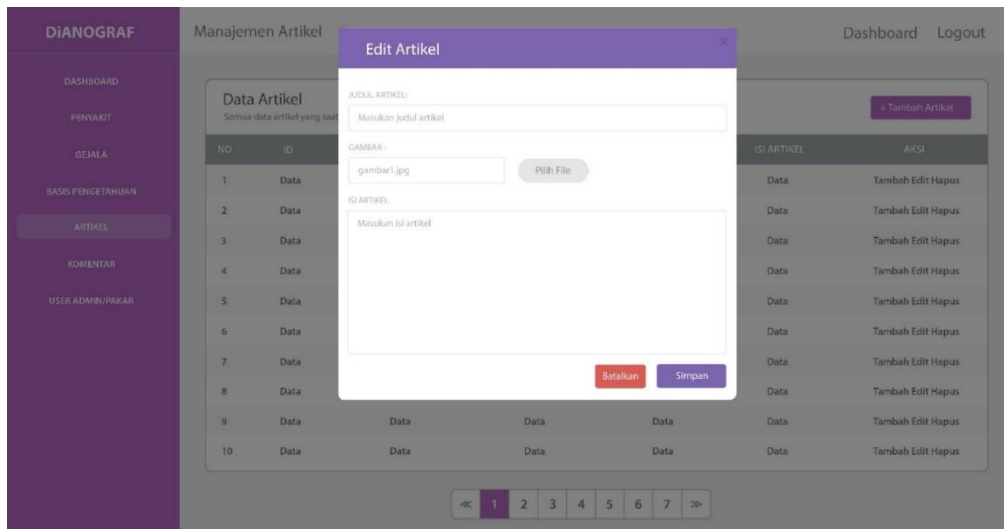 DiANOGRAF
Manajemen Artikel
Dashboard Logout
DASHBOARD
PENYAKIT
GEJALA
BASIS PENGETAHUAN
ARTIKEL
KOMENTAR
USER ADMIN/PAKAR
Data Artikel
Semua data artikel yang saat
+ Tambah Artikel
Edit Artikel
x
JUDUL ARTIKEL:
Masukan judul artikel
GAMBAR :
gambar1.jpg
Pilih File
ISI ARTIKEL
Masukan isi artikel
Batalkan Simpan
NO ID ISI ARTIKEL AKSI
1 Data Data Tambah Edit Hapus
2 Data Data Tambah Edit Hapus
3 Data Data Tambah Edit Hapus
4 Data Data Tambah Edit Hapus
5 Data Data Tambah Edit Hapus
6 Data Data Tambah Edit Hapus
7 Data Data Tambah Edit Hapus
8 Data Data Tambah Edit Hapus
9 Data Data Data Data Data Tambah Edit Hapus
10 Data Data Data Data Data Tambah Edit Hapus
≪ 1 2 3 4 5 6 7 ≫